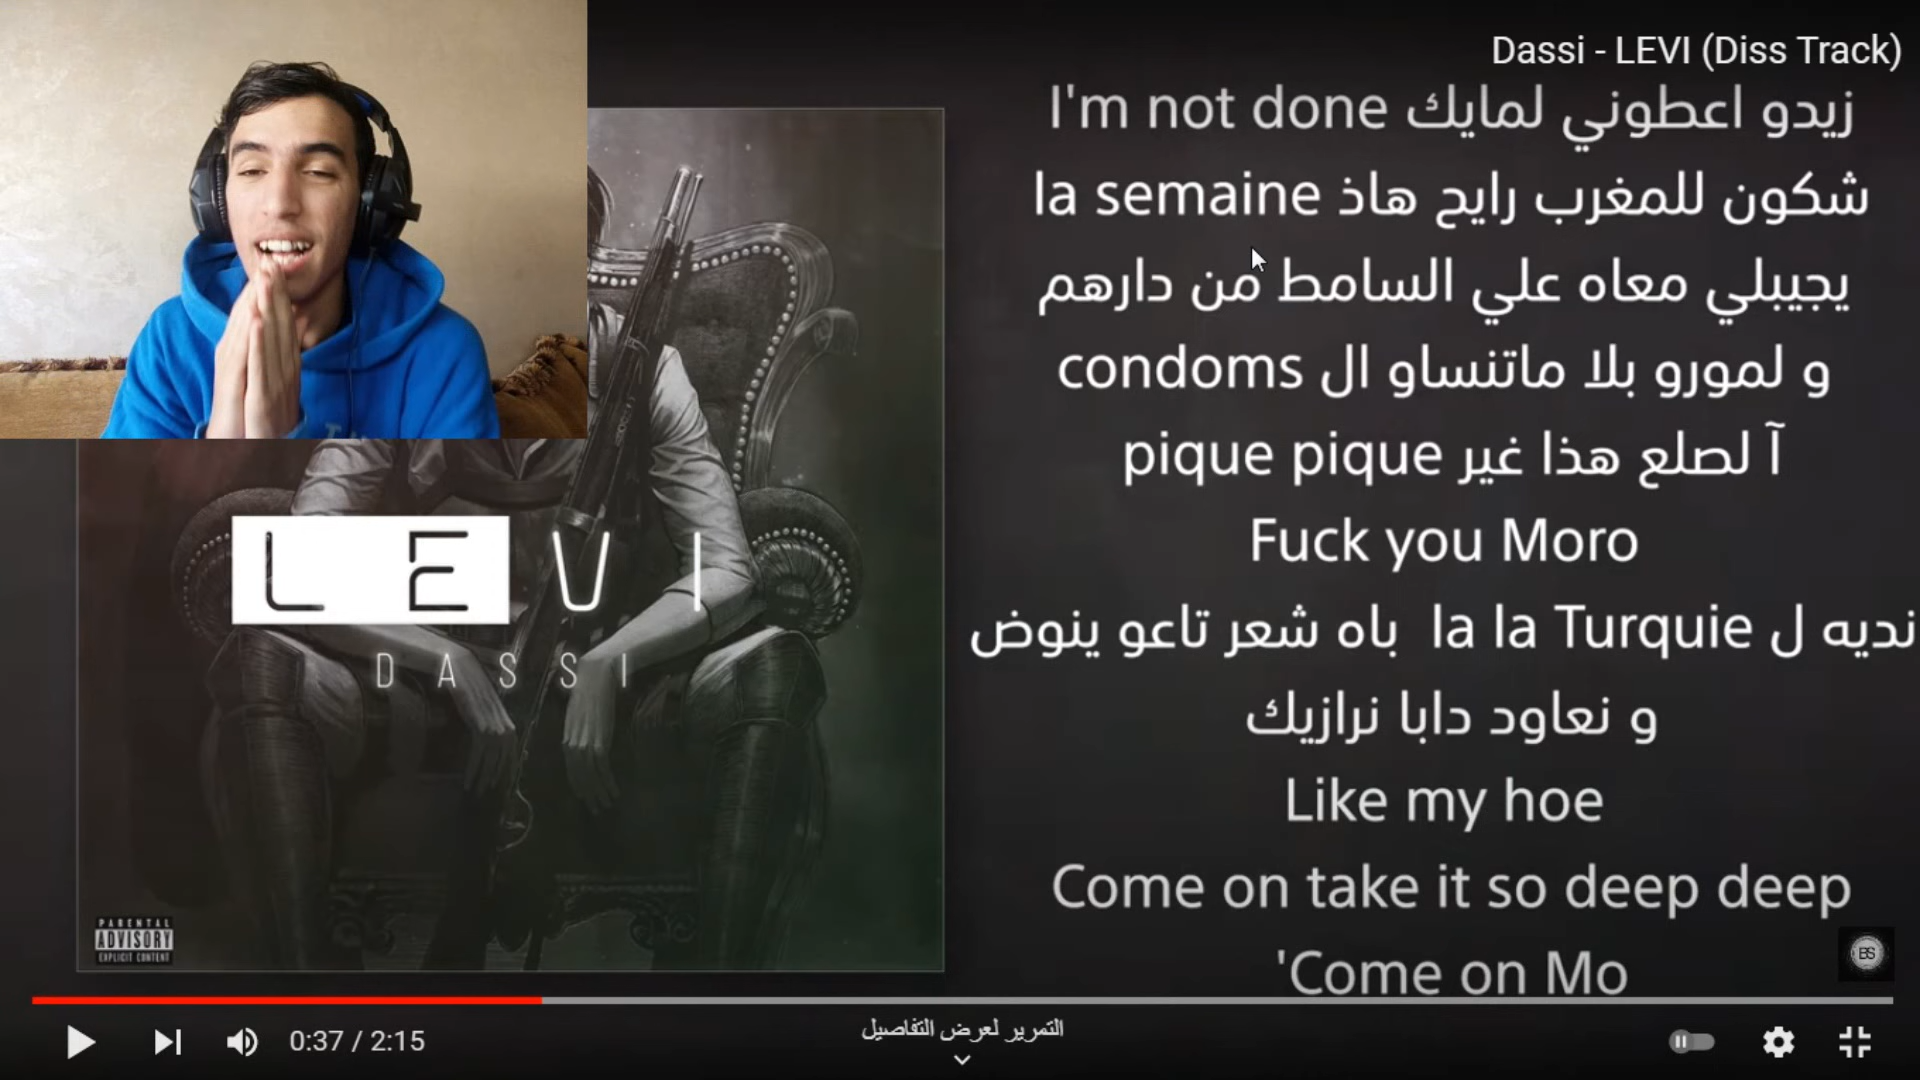 Dassi - LEVI (Diss Track)
زيدو اعطوني لمايك I'm not done
شكون للمغرب رايح هاذ la semaine
يجيبلي معاه علي السامط من دارهم
و لمورو بلا ماتنساو ال condoms
آ لصلع هذا غير pique pique
Fuck you Moro
نديه ل la la Turquie باه شعر تاعو ينوض
و نعاود دابا نرازيك
Like my hoe
Come on take it so deep deep
'Come on Mo
LEVI
DASSI
PARENTAL
ADVISORY
EXPLICIT CONTENT
BS
0:37 / 2:15
التمرير لعرض التفاصيل